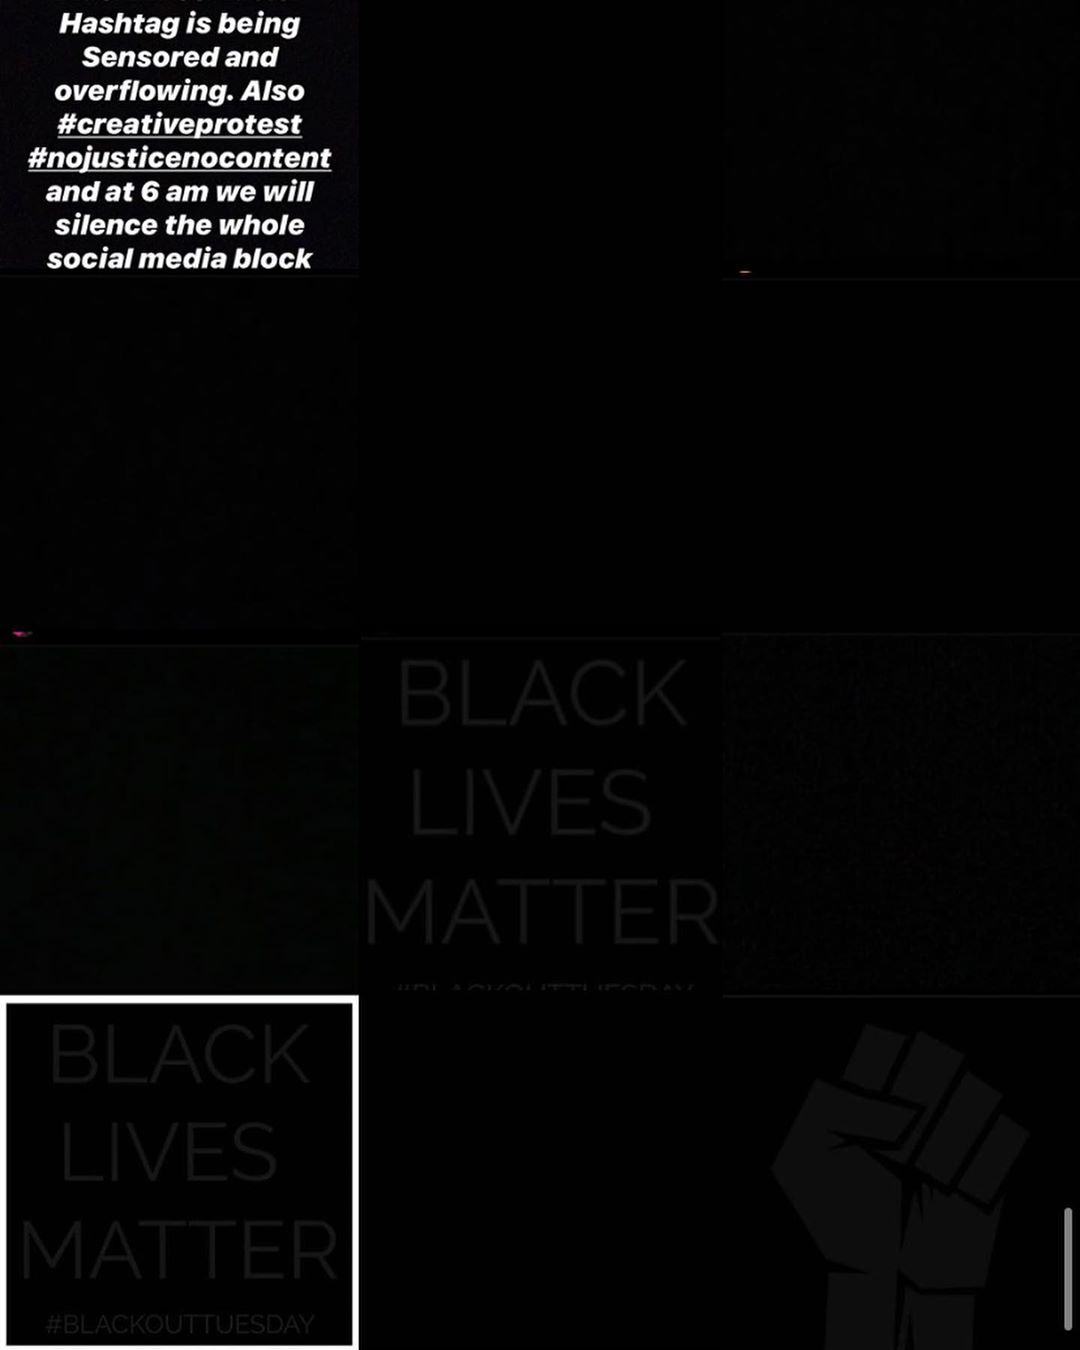 Hashtag is being
Sensored and
overflowing. Also
#creativeprotest
#nojusticenocontent
and at 6 am we will
silence the whole
social media block
BLACK
LIVES
MATTER
#BLACKOUTTUESDAY
BLACK
LIVES
MATTER
#BLACKOUTTUESDAY